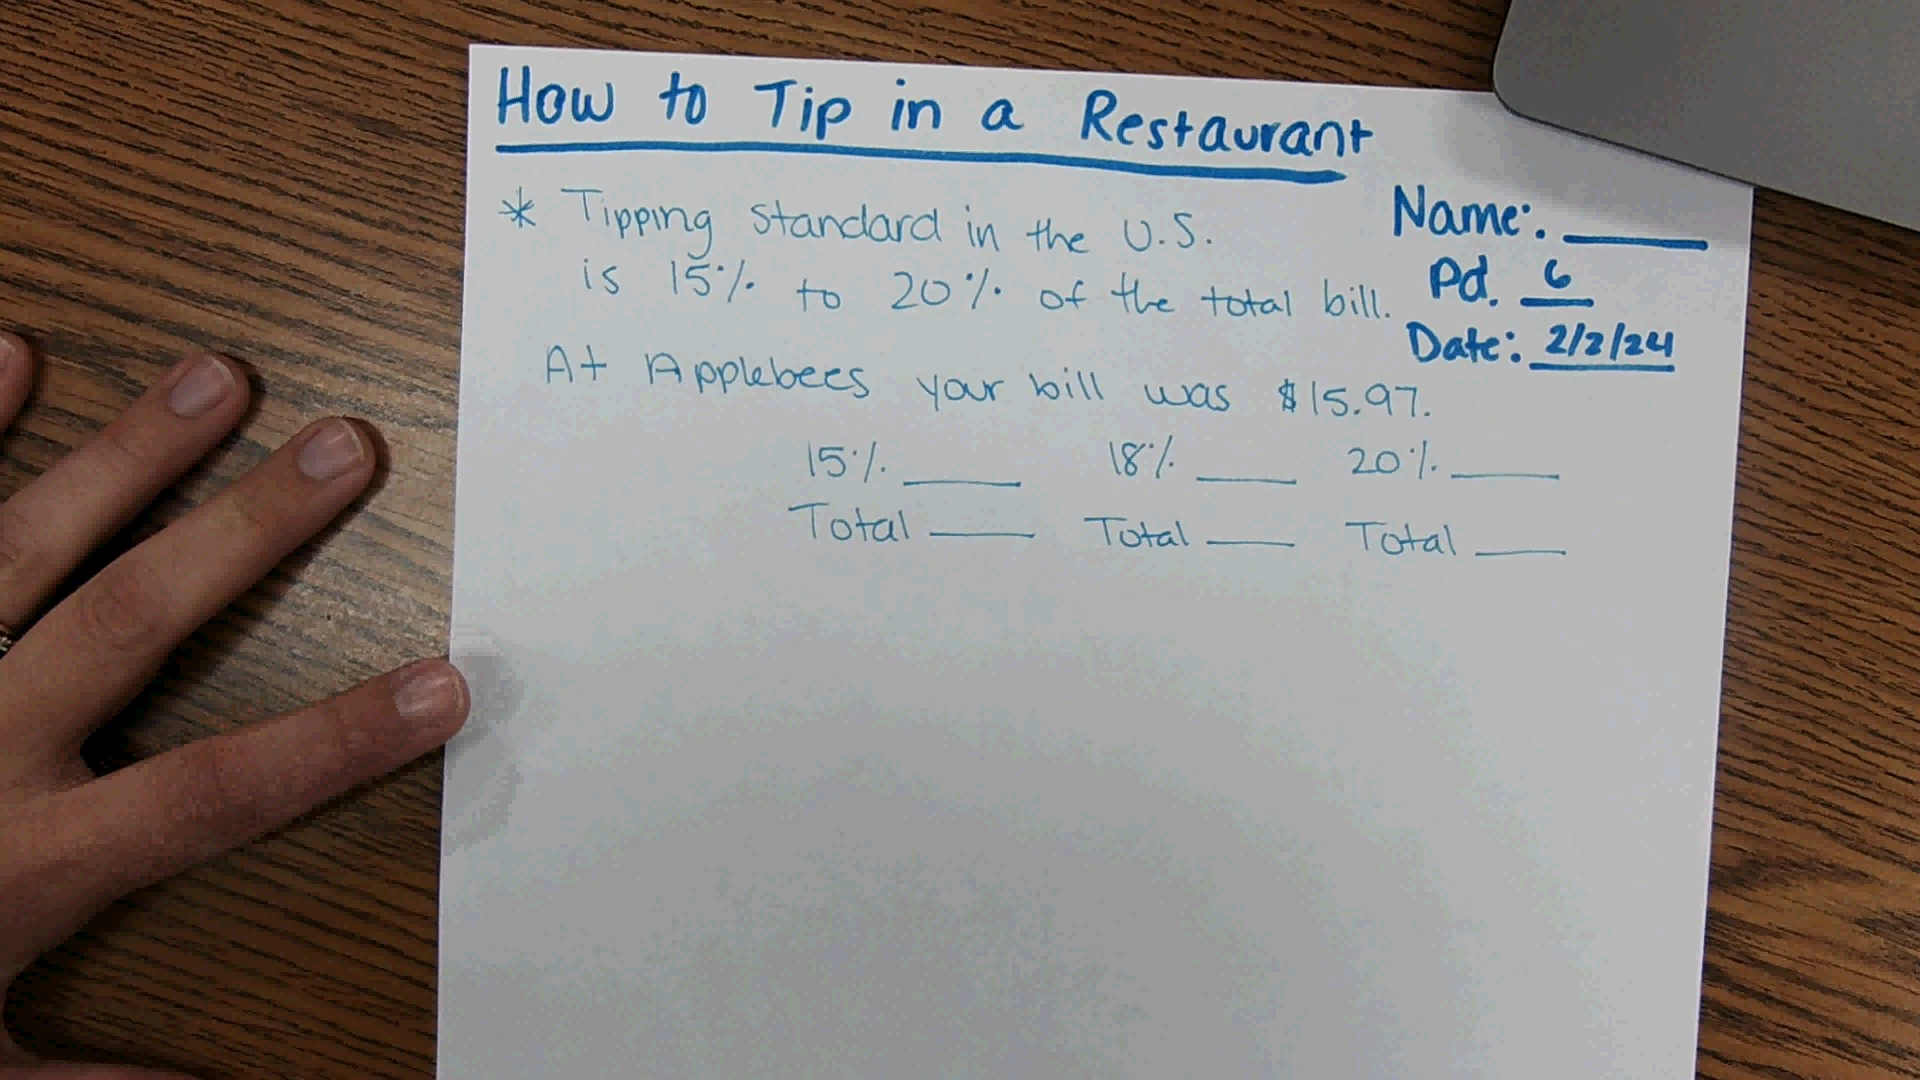 How to Tip in a Restaurant
Name: ____
Pd. 6
Date: 2/2/24
* Tipping standard in the U.S.
is 15% to 20% of the total bill.
At Applebees your bill was $15.97.
15% ____ 18% ____ 20% ____
Total ____ Total ____ Total ____